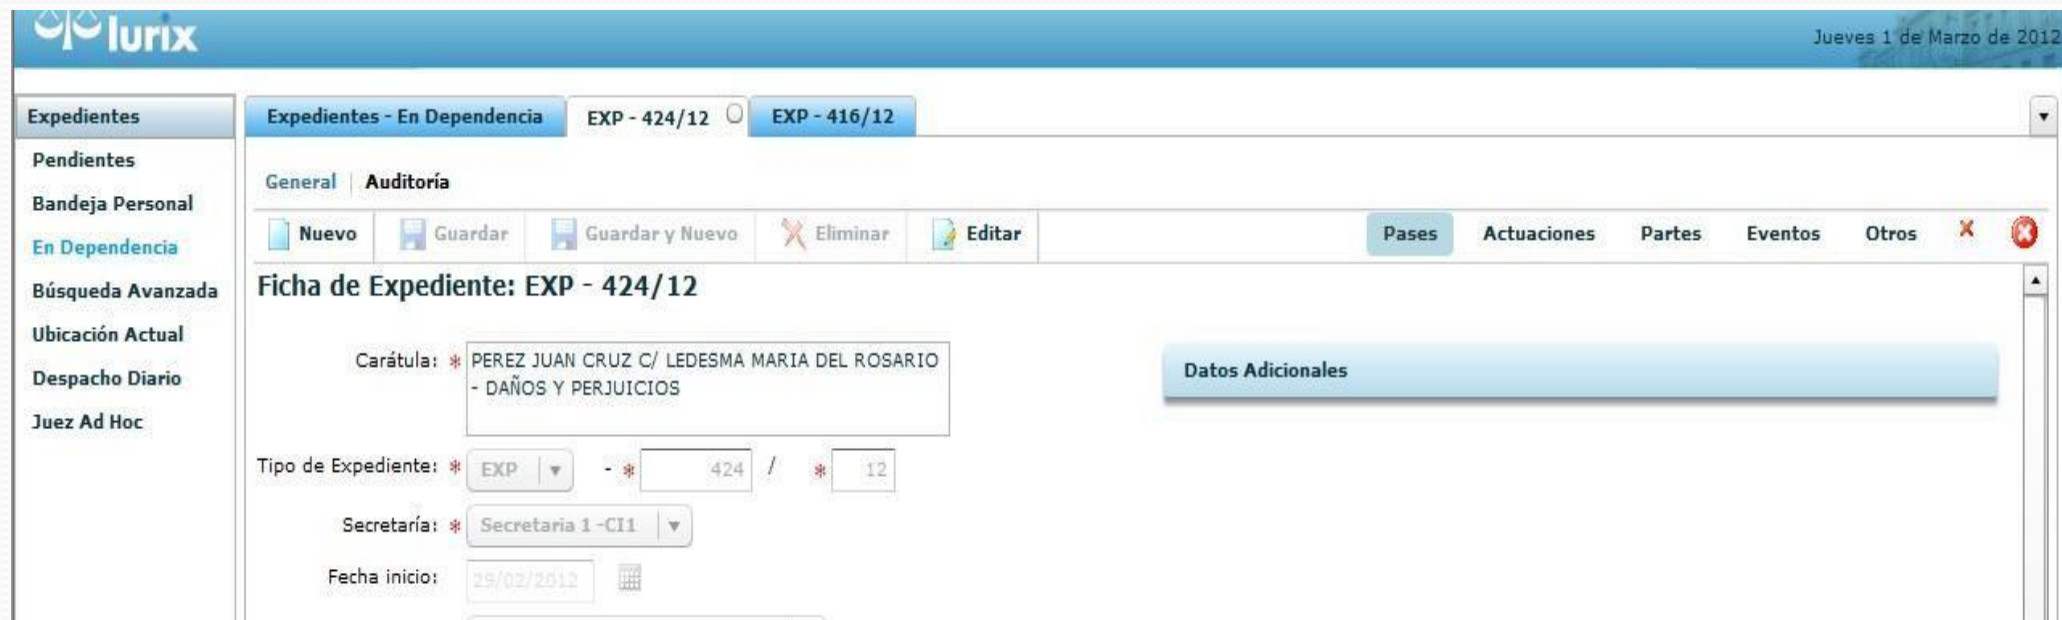 Iurix
Jueves 1 de Marzo de 2012
Expedientes
Pendientes
Bandeja Personal
En Dependencia
Búsqueda Avanzada
Ubicación Actual
Despacho Diario
Juez Ad Hoc
Expedientes - En Dependencia EXP - 424/12 EXP - 416/12
General | Auditoría
Nuevo Guardar Guardar y Nuevo Eliminar Editar Pases Actuaciones Partes Eventos Otros
Ficha de Expediente: EXP - 424/12
Carátula: * PEREZ JUAN CRUZ C/ LEDESMA MARIA DEL ROSARIO
- DAÑOS Y PERJUICIOS
Datos Adicionales
Tipo de Expediente: * EXP - * 424 / * 12
Secretaría: * Secretaria 1 -CI1
Fecha inicio: 29/02/2012